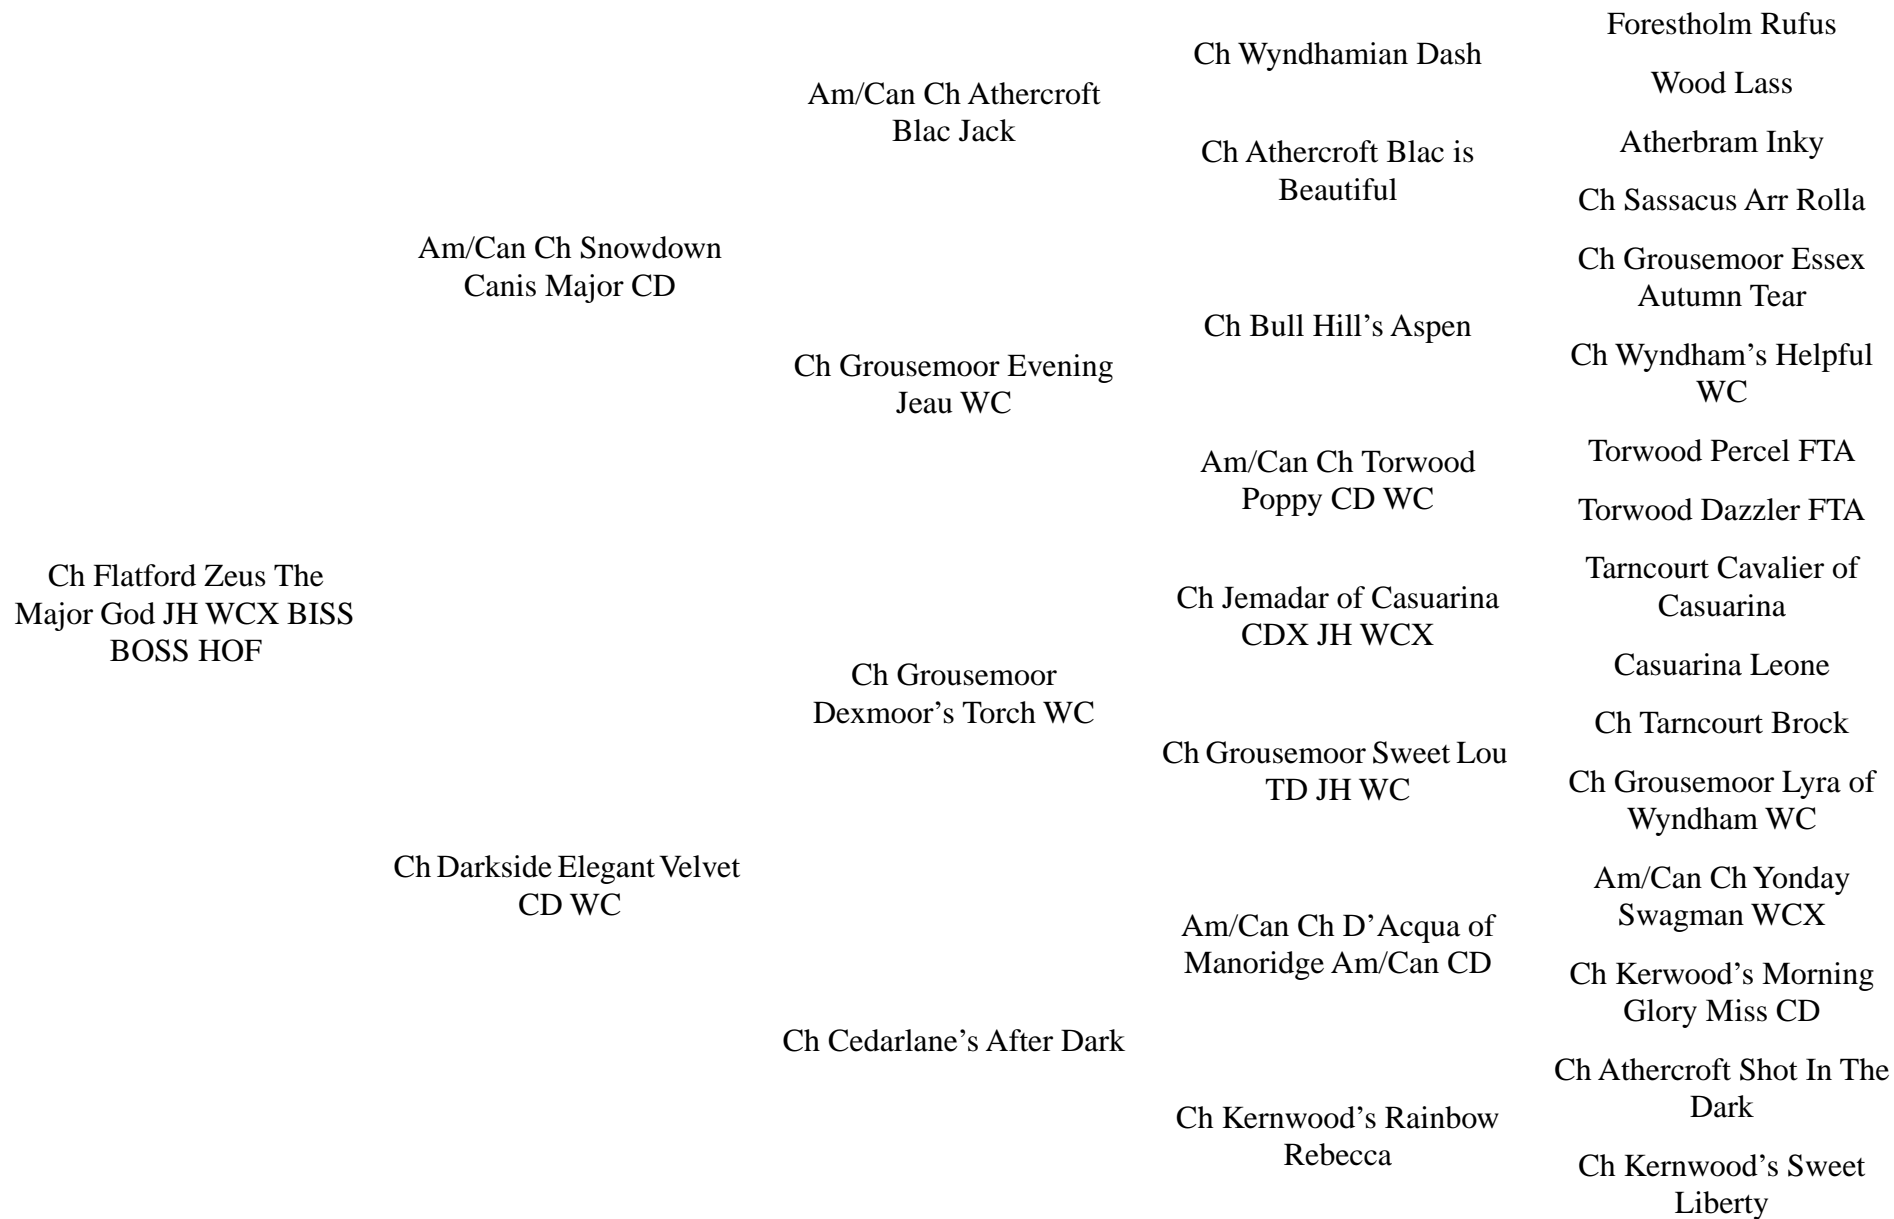 Ch Flatford Zeus The
Major God JH WCX BISS
BOSS HOF
Am/Can Ch Snowdown
Canis Major CD
Ch Darkside Elegant Velvet
CD WC
Am/Can Ch Athercroft
Blac Jack
Ch Grousemoor Evening
Jeau WC
Ch Grousemoor
Dexmoor’s Torch WC
Ch Cedarlane’s After Dark
Ch Wyndhamian Dash
Ch Athercroft Blac is
Beautiful
Ch Bull Hill’s Aspen
Am/Can Ch Torwood
Poppy CD WC
Ch Jemadar of Casuarina
CDX JH WCX
Ch Grousemoor Sweet Lou
TD JH WC
Am/Can Ch D’Acqua of
Manoridge Am/Can CD
Ch Kernwood’s Rainbow
Rebecca
Forestholm Rufus
Wood Lass
Atherbram Inky
Ch Sassacus Arr Rolla
Ch Grousemoor Essex
Autumn Tear
Ch Wyndham’s Helpful
WC
Torwood Percel FTA
Torwood Dazzler FTA
Tarncourt Cavalier of
Casuarina
Casuarina Leone
Ch Tarncourt Brock
Ch Grousemoor Lyra of
Wyndham WC
Am/Can Ch Yonday
Swagman WCX
Ch Kerwood’s Morning
Glory Miss CD
Ch Athercroft Shot In The
Dark
Ch Kernwood’s Sweet
Liberty